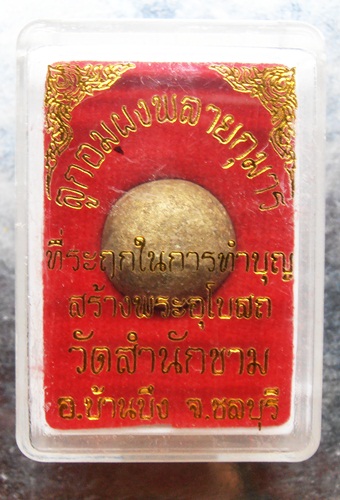 ลูกอมผงพลายกุมาร
ที่ระฤกในการทำบุญ
สร้างพระอุโบสถ
วัดสำนักขาม
อ.บ้านบึง จ.ชลบุรี